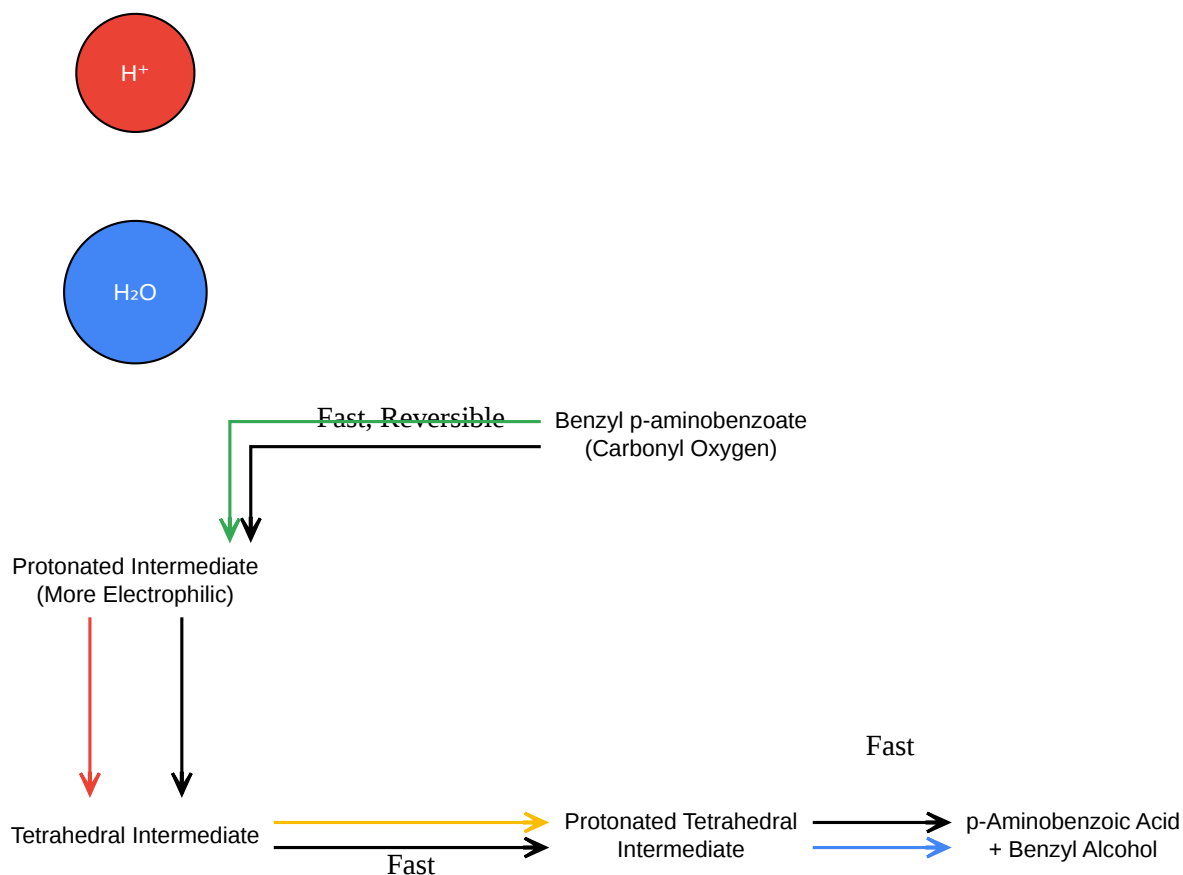 H⁺
H₂O
Fast, Reversible
Benzyl p-aminobenzoate
(Carbonyl Oxygen)
Protonated Intermediate
(More Electrophilic)
Fast
Tetrahedral Intermediate
Fast
Protonated Tetrahedral
Intermediate
p-Aminobenzoic Acid
+ Benzyl Alcohol